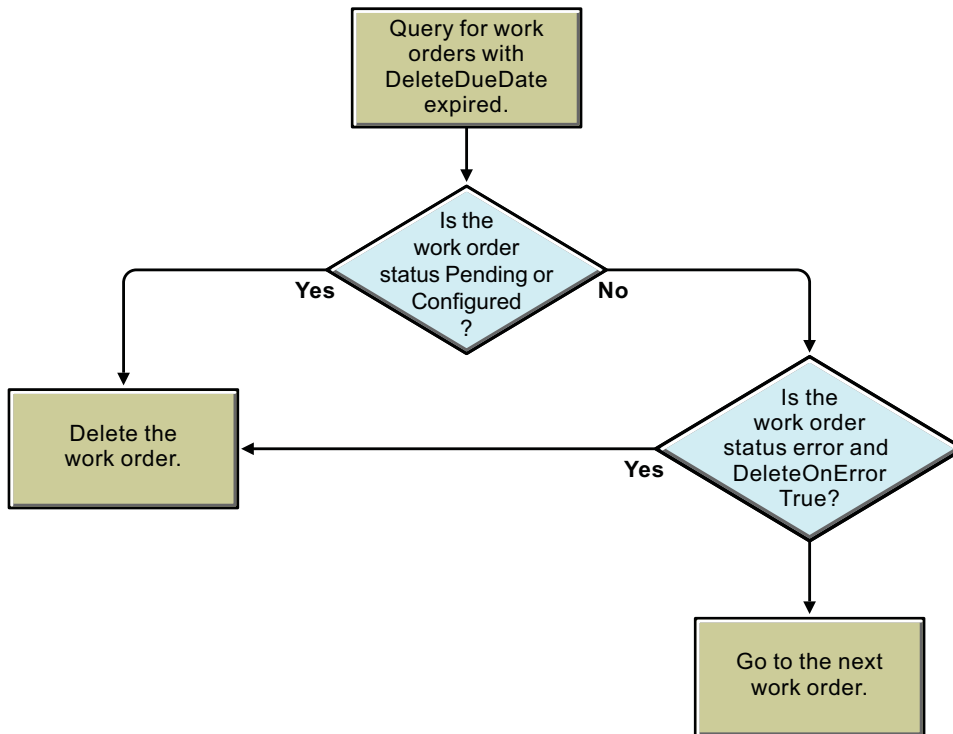 Query for work
orders with
DeleteDueDate
expired.
Is the
work order
status Pending or
Configured
?
Yes
No
Delete the
work order.
Is the
work order
status error and
DeleteOnError
True?
Yes
Go to the next
work order.